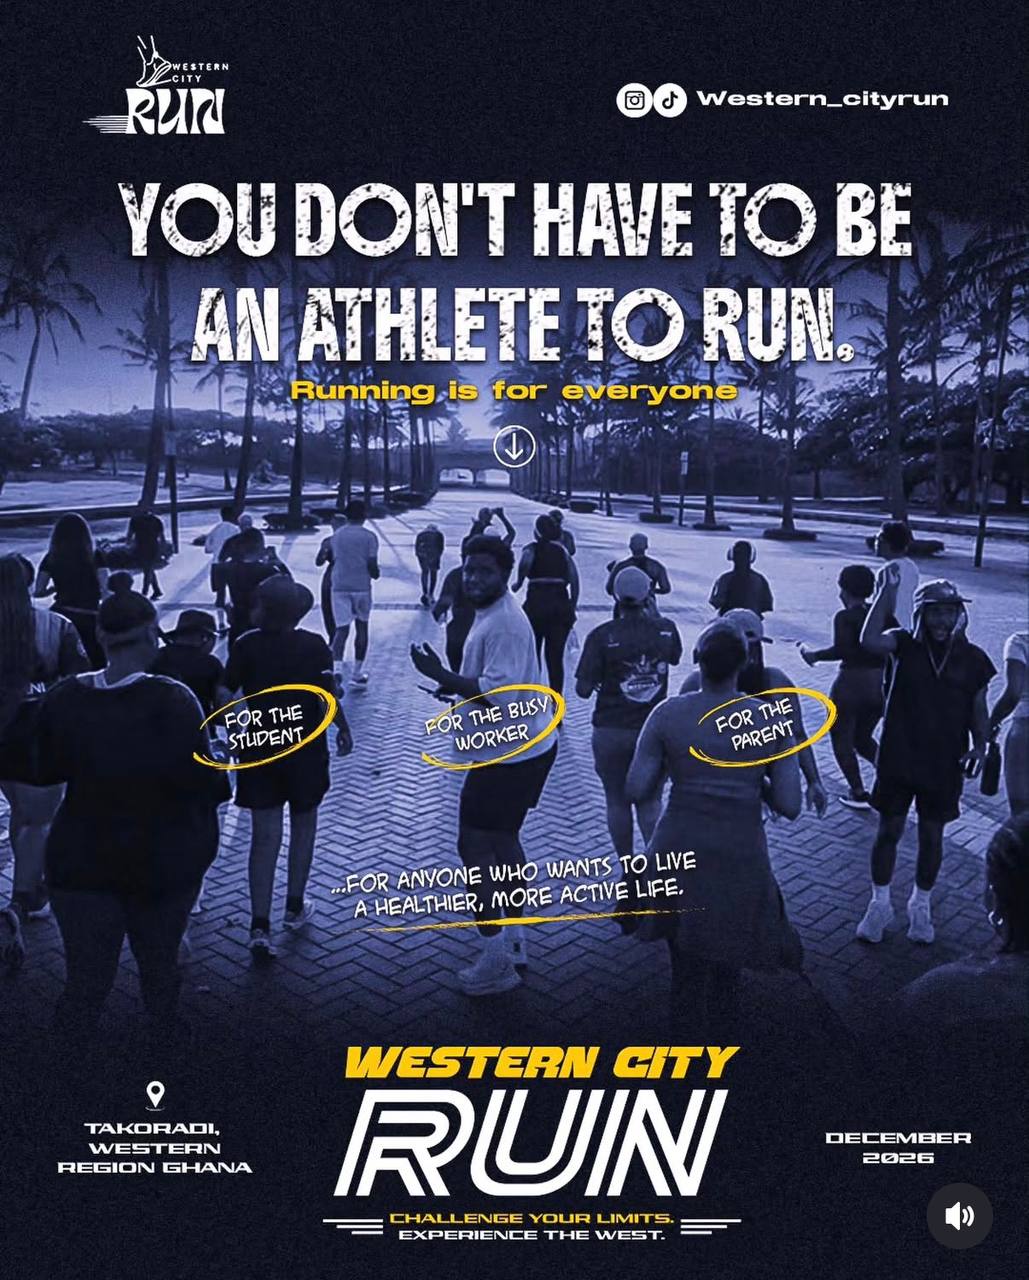 WESTERN
CITY
RUN
Western_cityrun
YOU DON'T HAVE TO BE
AN ATHLETE TO RUN.
Running is for everyone
FOR THE
STUDENT
FOR THE BUSY
WORKER
FOR THE
PARENT
...FOR ANYONE WHO WANTS TO LIVE
A HEALTHIER, MORE ACTIVE LIFE.
WESTERN CITY
RUN
TAKORADI,
WESTERN
REGION GHANA
DECEMBER
2026
CHALLENGE YOUR LIMITS.
EXPERIENCE THE WEST.